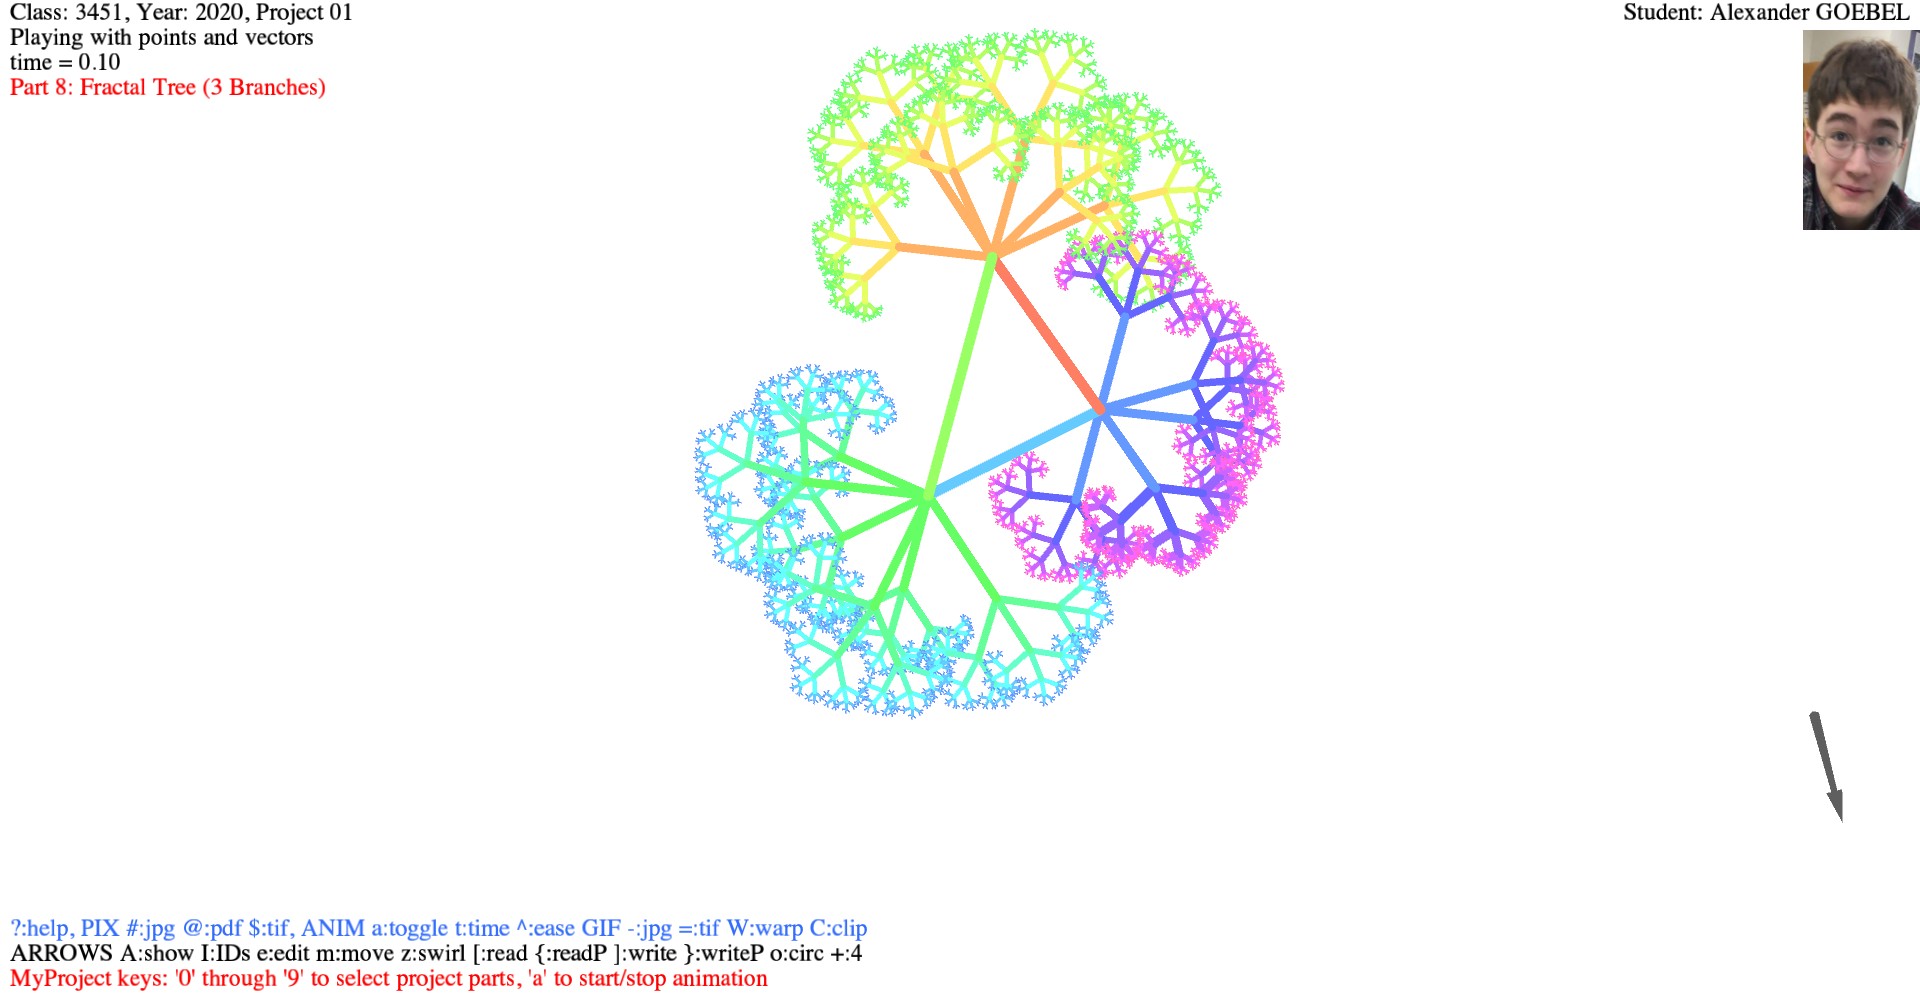 Class: 3451, Year: 2020, Project 01
Student: Alexander GOEBEL
Playing with points and vectors
time = 0.10
Part 8: Fractal Tree (3 Branches)
?:help, PIX #:jpg @:pdf $:tif, ANIM a:toggle t:time ^:ease GIF -:jpg =:tif W:warp C:clip
ARROWS A:show I:IDs e:edit m:move z:swirl [:read {:readP ]:write }:writeP o:circ +:4
MyProject keys: '0' through '9' to select project parts, 'a' to start/stop animation